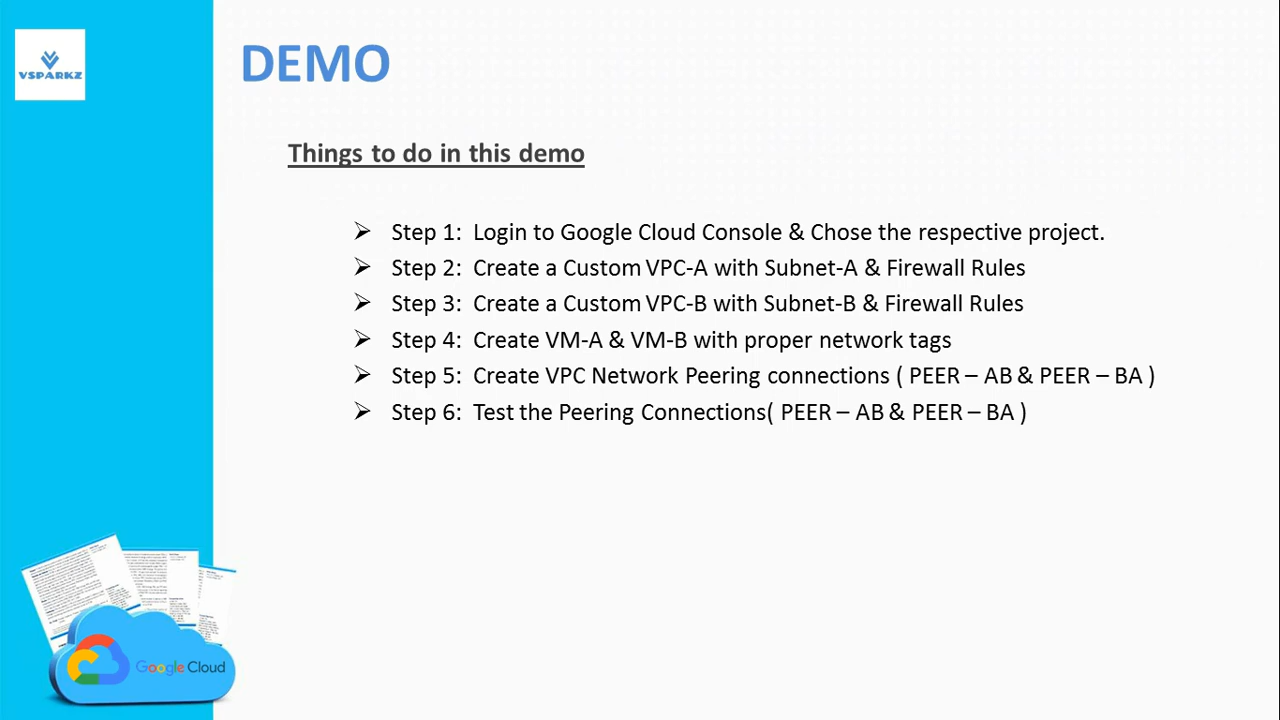 VSPARKZ
DEMO
Things to do in this demo
➢ Step 1: Login to Google Cloud Console & Chose the respective project.
➢ Step 2: Create a Custom VPC-A with Subnet-A & Firewall Rules
➢ Step 3: Create a Custom VPC-B with Subnet-B & Firewall Rules
➢ Step 4: Create VM-A & VM-B with proper network tags
➢ Step 5: Create VPC Network Peering connections ( PEER – AB & PEER – BA )
➢ Step 6: Test the Peering Connections( PEER – AB & PEER – BA )
Google Cloud